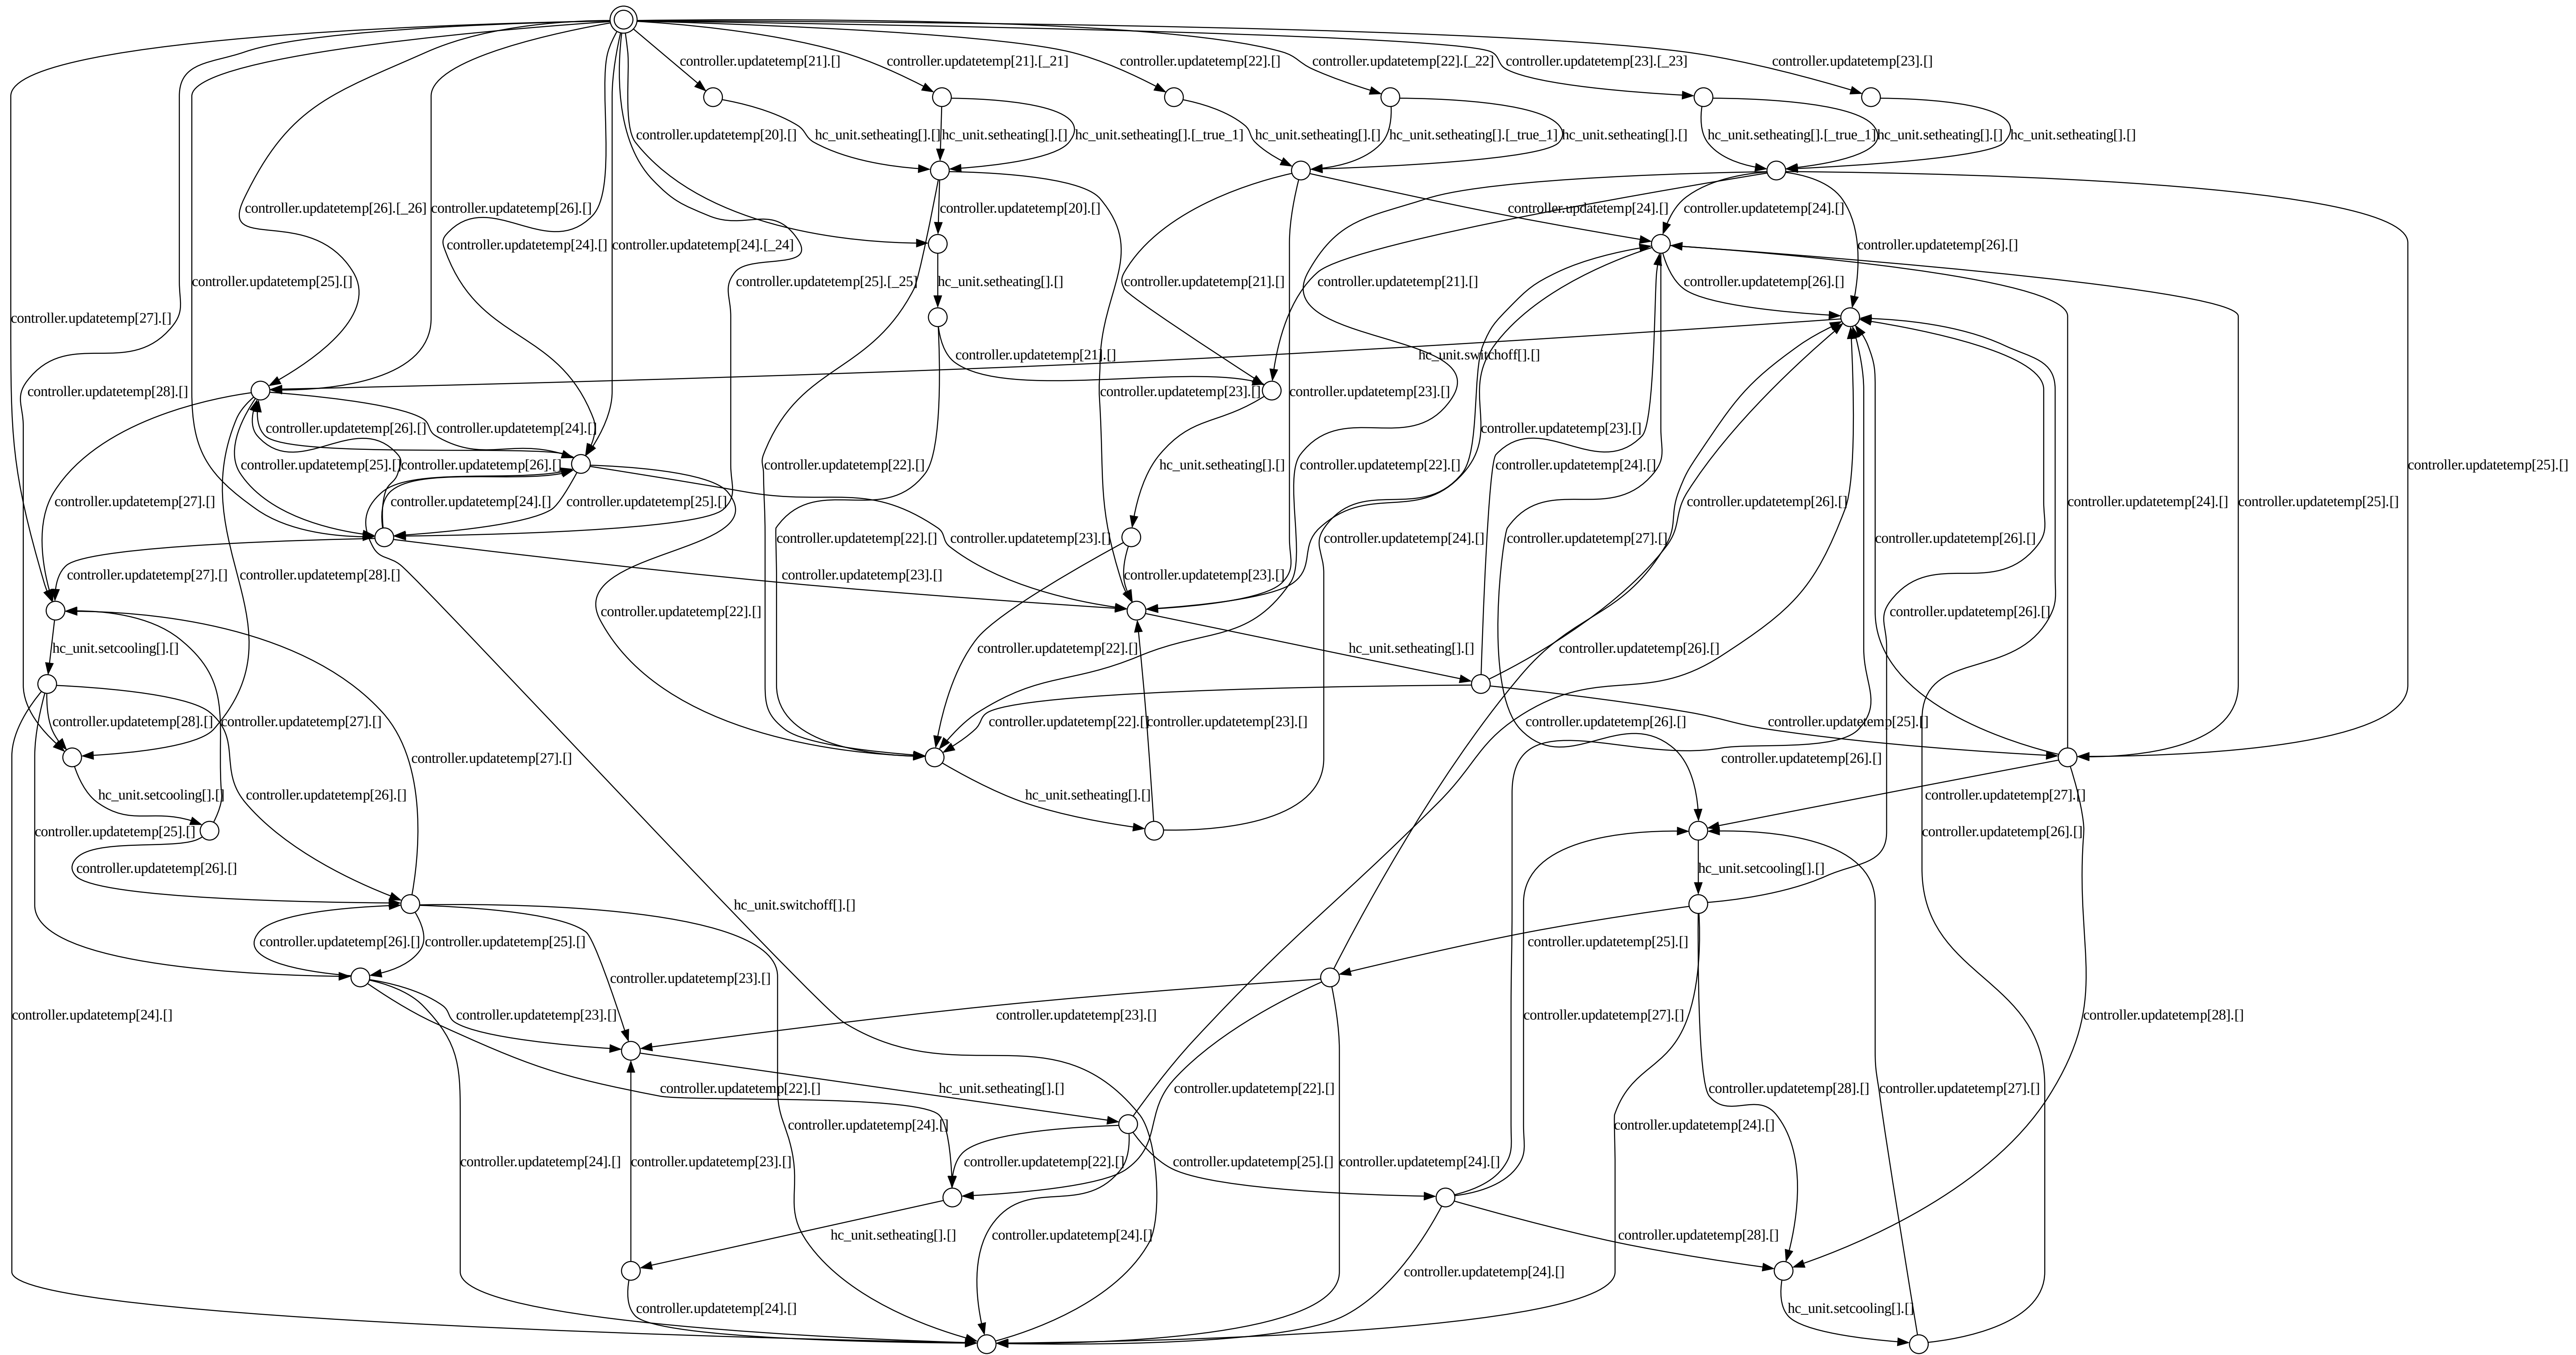 controller.updatetemp[21].[]
controller.updatetemp[21].[_21]
controller.updatetemp[22].[]
controller.updatetemp[22].[_22]
controller.updatetemp[23].[_23]
controller.updatetemp[23].[]
controller.updatetemp[20].[]
hc_unit.setheating[].[]
hc_unit.setheating[].[]
hc_unit.setheating[].[_true_1]
hc_unit.setheating[].[]
hc_unit.setheating[].[_true_1]
hc_unit.setheating[].[]
hc_unit.setheating[].[_true_1]
hc_unit.setheating[].[]
hc_unit.setheating[].[]
controller.updatetemp[26].[_26]
controller.updatetemp[26].[]
controller.updatetemp[20].[]
controller.updatetemp[24].[]
controller.updatetemp[24].[]
controller.updatetemp[24].[]
controller.updatetemp[24].[_24]
controller.updatetemp[26].[]
controller.updatetemp[25].[]
controller.updatetemp[25].[_25]
hc_unit.setheating[].[]
controller.updatetemp[21].[]
controller.updatetemp[21].[]
controller.updatetemp[26].[]
controller.updatetemp[27].[]
controller.updatetemp[21].[]
hc_unit.switchoff[].[]
controller.updatetemp[28].[]
controller.updatetemp[23].[]
controller.updatetemp[23].[]
controller.updatetemp[26].[]
controller.updatetemp[24].[]
controller.updatetemp[23].[]
controller.updatetemp[25].[]
controller.updatetemp[26].[]
controller.updatetemp[22].[]
hc_unit.setheating[].[]
controller.updatetemp[22].[]
controller.updatetemp[24].[]
controller.updatetemp[25].[]
controller.updatetemp[27].[]
controller.updatetemp[24].[]
controller.updatetemp[25].[]
controller.updatetemp[26].[]
controller.updatetemp[24].[]
controller.updatetemp[25].[]
controller.updatetemp[22].[]
controller.updatetemp[23].[]
controller.updatetemp[24].[]
controller.updatetemp[27].[]
controller.updatetemp[26].[]
controller.updatetemp[27].[]
controller.updatetemp[28].[]
controller.updatetemp[23].[]
controller.updatetemp[23].[]
controller.updatetemp[22].[]
controller.updatetemp[26].[]
hc_unit.setcooling[].[]
controller.updatetemp[22].[]
hc_unit.setheating[].[]
controller.updatetemp[26].[]
controller.updatetemp[28].[]
controller.updatetemp[27].[]
controller.updatetemp[22].[]
controller.updatetemp[23].[]
controller.updatetemp[26].[]
controller.updatetemp[25].[]
controller.updatetemp[27].[]
controller.updatetemp[26].[]
hc_unit.setcooling[].[]
controller.updatetemp[26].[]
hc_unit.setheating[].[]
controller.updatetemp[27].[]
controller.updatetemp[25].[]
controller.updatetemp[26].[]
controller.updatetemp[26].[]
hc_unit.setcooling[].[]
hc_unit.switchoff[].[]
controller.updatetemp[26].[]
controller.updatetemp[25].[]
controller.updatetemp[25].[]
controller.updatetemp[23].[]
controller.updatetemp[24].[]
controller.updatetemp[23].[]
controller.updatetemp[23].[]
controller.updatetemp[27].[]
controller.updatetemp[28].[]
controller.updatetemp[22].[]
hc_unit.setheating[].[]
controller.updatetemp[22].[]
controller.updatetemp[28].[]
controller.updatetemp[27].[]
controller.updatetemp[24].[]
controller.updatetemp[24].[]
controller.updatetemp[24].[]
controller.updatetemp[23].[]
controller.updatetemp[22].[]
controller.updatetemp[25].[]
controller.updatetemp[24].[]
hc_unit.setheating[].[]
controller.updatetemp[24].[]
controller.updatetemp[28].[]
controller.updatetemp[24].[]
controller.updatetemp[24].[]
hc_unit.setcooling[].[]